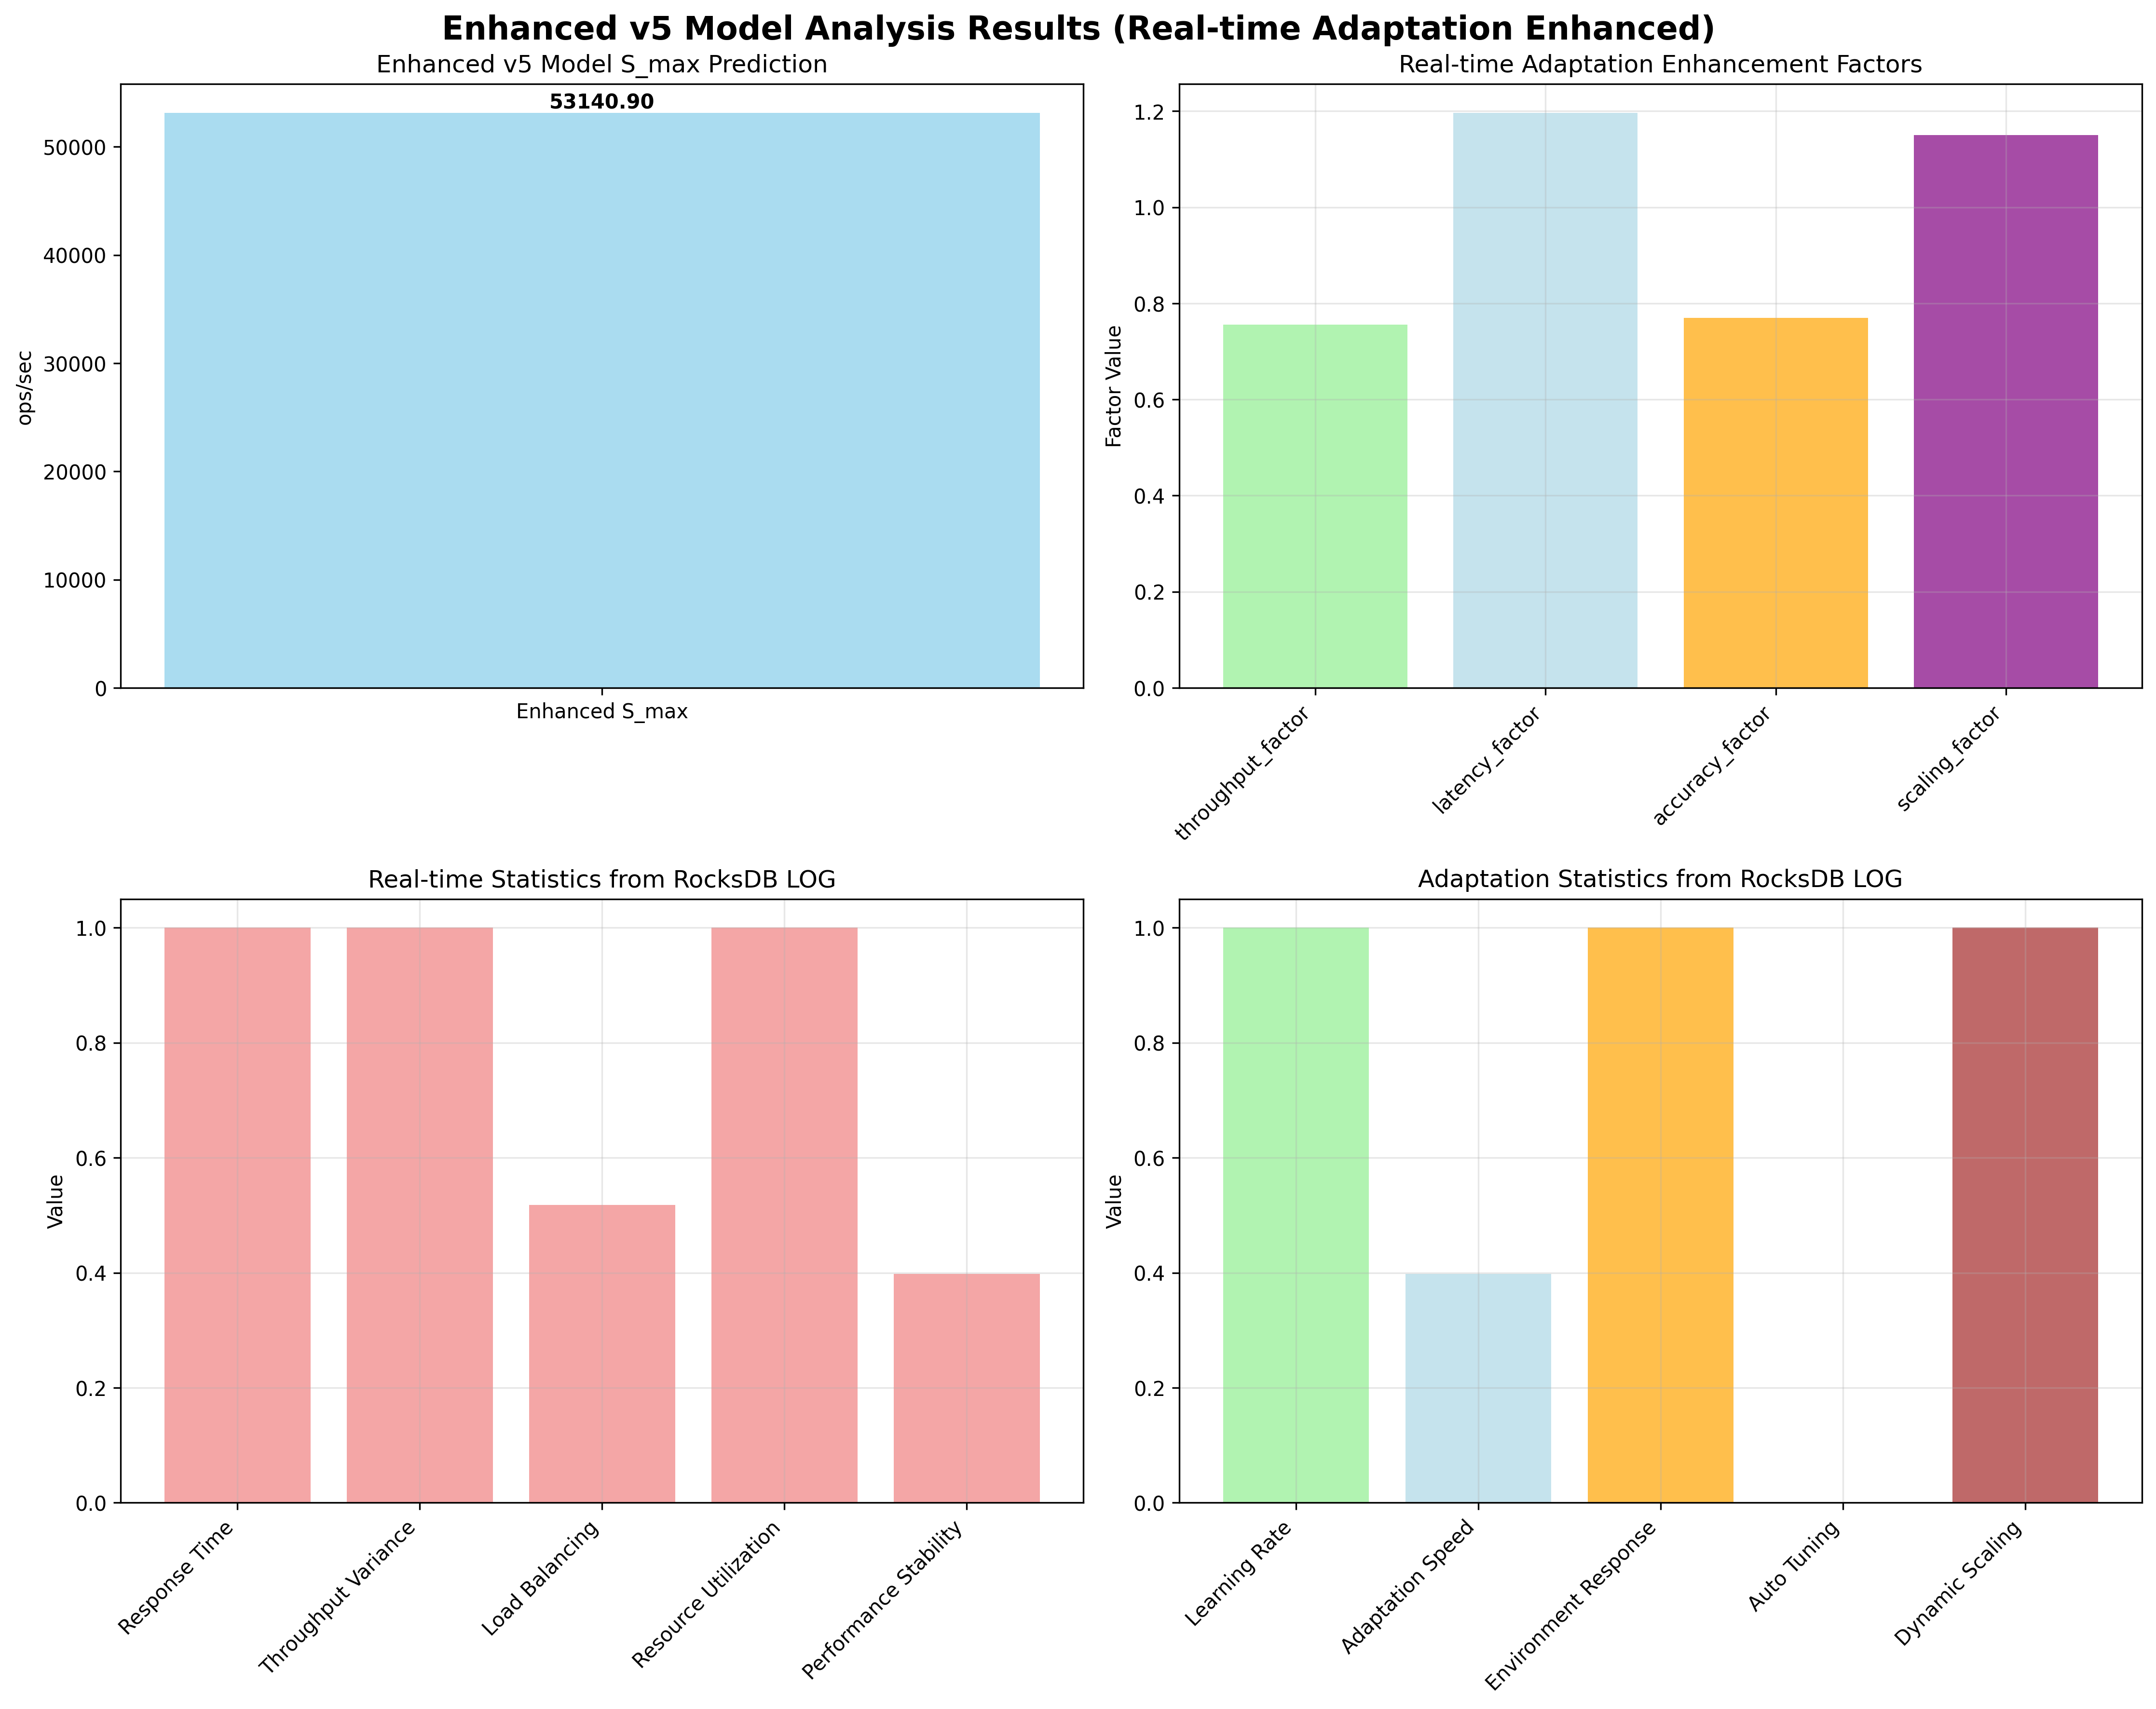 Enhanced v5 Model Analysis Results (Real-time Adaptation Enhanced)
Enhanced v5 Model S_max Prediction
53140.90
50000
40000
30000
20000
10000
0
ops/sec
Enhanced S_max
Real-time Adaptation Enhancement Factors
1.2
1.0
0.8
0.6
0.4
0.2
0.0
Factor Value
throughput_factor
latency_factor
accuracy_factor
scaling_factor
Real-time Statistics from RocksDB LOG
1.0
0.8
0.6
0.4
0.2
0.0
Value
Response Time
Throughput Variance
Load Balancing
Resource Utilization
Performance Stability
Adaptation Statistics from RocksDB LOG
1.0
0.8
0.6
0.4
0.2
0.0
Value
Learning Rate
Adaptation Speed
Environment Response
Auto Tuning
Dynamic Scaling